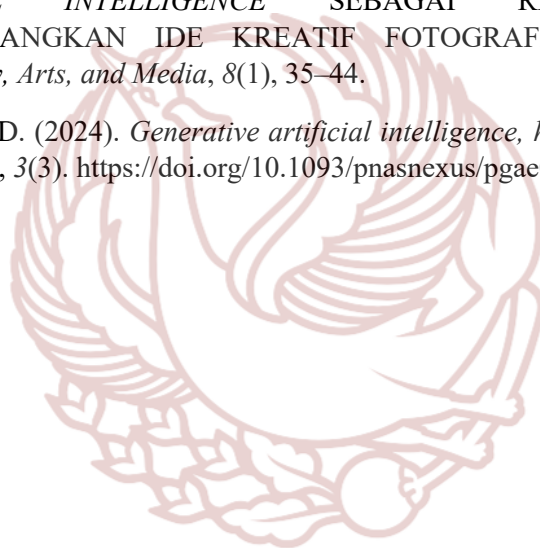 INTELLIGENCE SEBAGAI
ANGKAN IDE KREATIF FOTOGRAF
, Arts, and Media, 8(1), 35–44.
D. (2024). Generative artificial intelligence,
, 3(3). https://doi.org/10.1093/pnasnexus/pgae